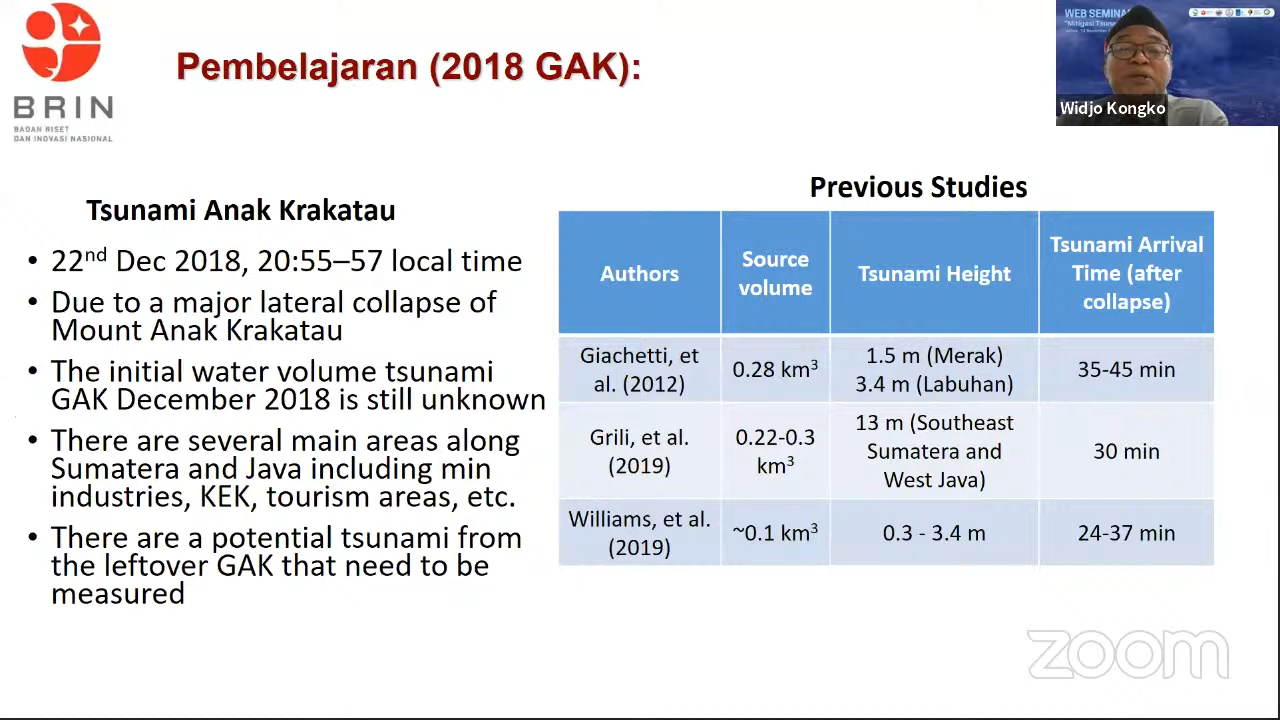 BRIN
BADAN RISET
DAN INOVASI NASIONAL
Pembelajaran (2018 GAK):
WEB SEMINAR
Widjo Kongko
Tsunami Anak Krakatau
• 22nd Dec 2018, 20:55–57 local time
• Due to a major lateral collapse of
Mount Anak Krakatau
• The initial water volume tsunami
GAK December 2018 is still unknown
• There are several main areas along
Sumatera and Java including min
industries, KEK, tourism areas, etc.
• There are a potential tsunami from
the leftover GAK that need to be
measured
Previous Studies
Authors
Source
volume
Tsunami Height
Tsunami Arrival
Time (after
collapse)
Giachetti, et
al. (2012)
0.28 km3
1.5 m (Merak)
3.4 m (Labuhan)
35-45 min
Grili, et al.
(2019)
0.22-0.3
km3
13 m (Southeast
Sumatera and
West Java)
30 min
Williams, et al.
(2019)
~0.1 km3
0.3 - 3.4 m
24-37 min
zoom